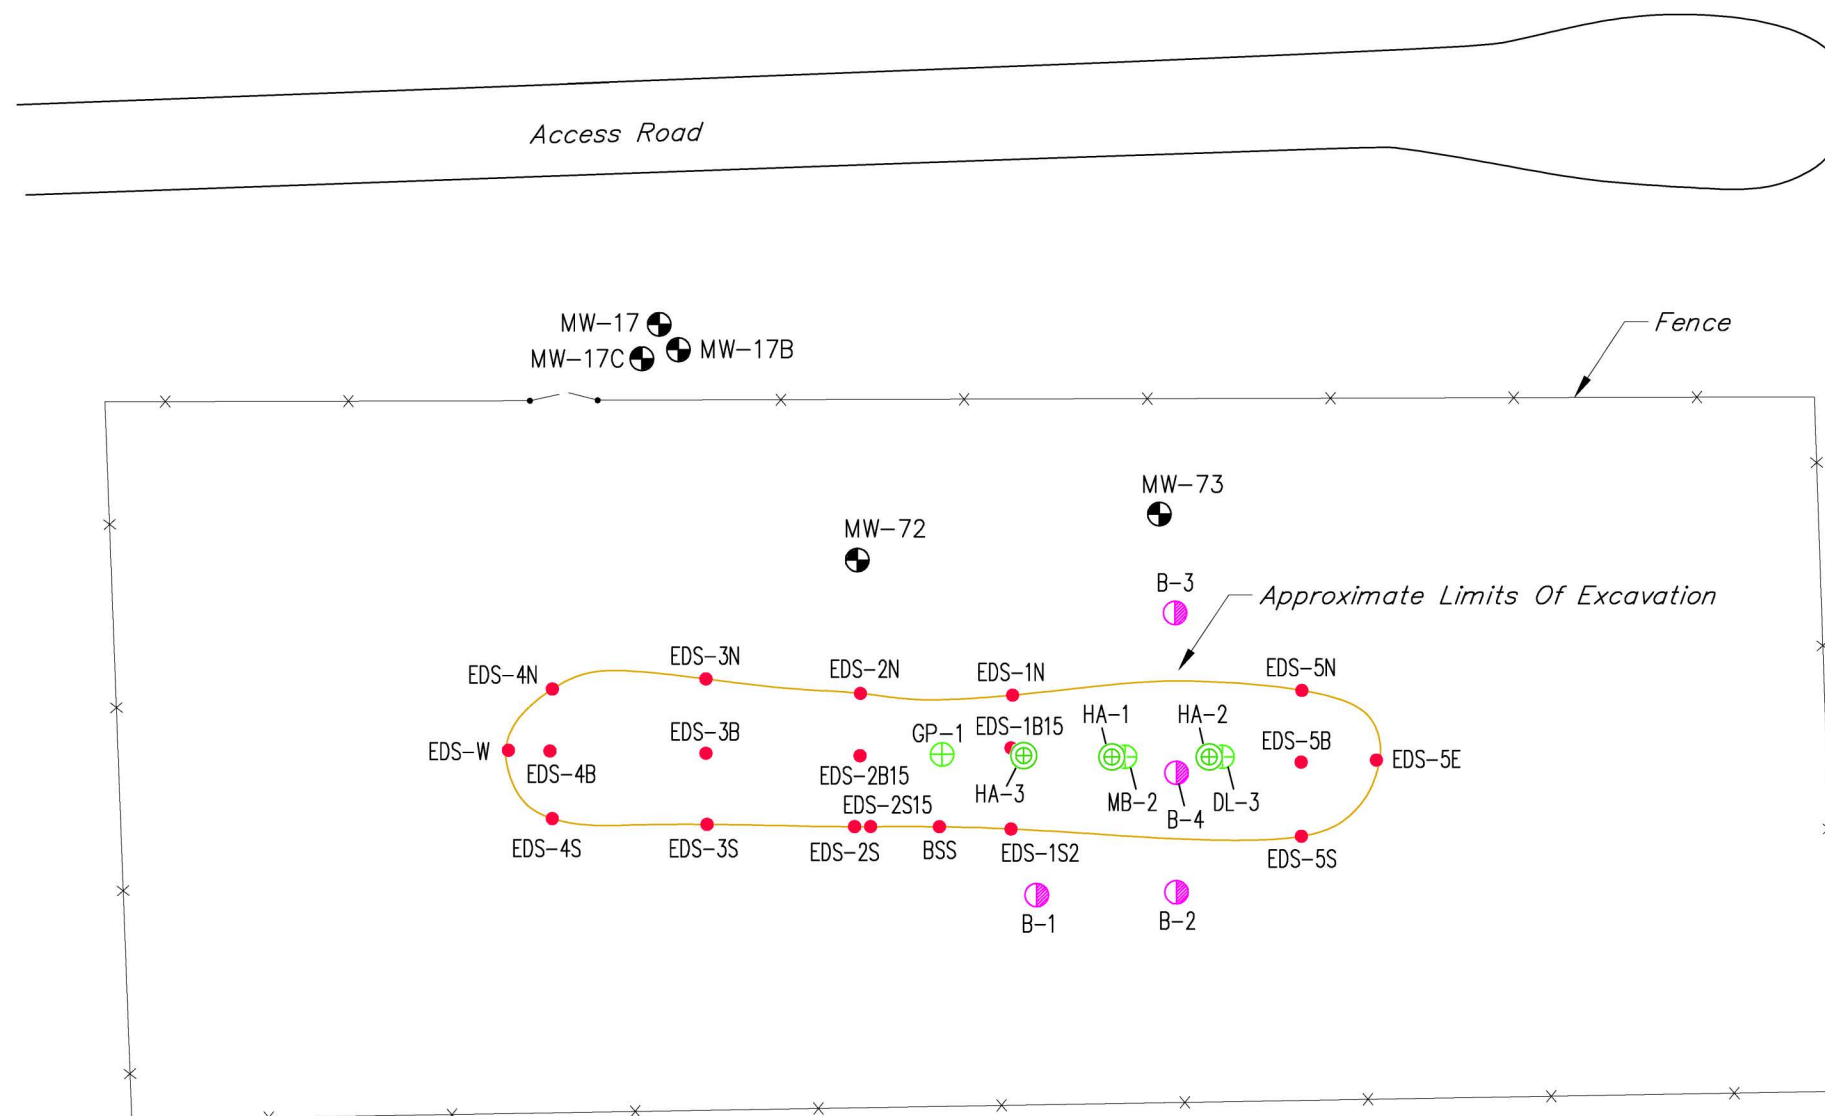 Access Road
MW-17
MW-17B
MW-17C
Fence
MW-73
MW-72
B-3
Approximate Limits Of Excavation
EDS-4N
EDS-3N
EDS-2N
EDS-1N
EDS-5N
EDS-W
EDS-4B
EDS-3B
EDS-2B15
GP-1
EDS-1B15
HA-1
HA-2
EDS-5B
EDS-5E
HA-3
MB-2
B-4
DL-3
EDS-2S15
EDS-4S
EDS-3S
EDS-2S
BSS
EDS-1S2
EDS-5S
B-1
B-2